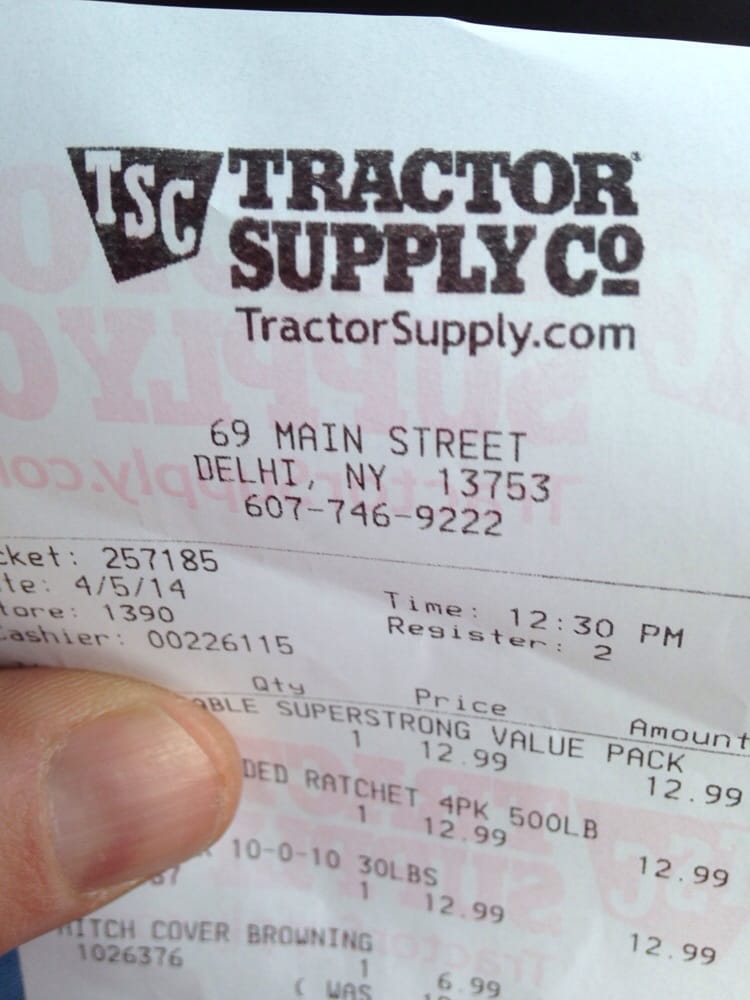 TSC TRACTOR
SUPPLY CO
TractorSupply.com
69 MAIN STREET
DELHI, NY 13753
607-746-9222
cket: 257185
te: 4/5/14 Time: 12:30 PM
tore: 1390 Register: 2
ashier: 00226115
Qty Price Amount
ABLE SUPERSTRONG VALUE PACK
1 12.99 12.99
DED RATCHET 4PK 500LB
1 12.99 12.99
10-0-10 30LBS
87 1 12.99 12.99
HITCH COVER BROWNING
1026376 1 6.99
( WAS